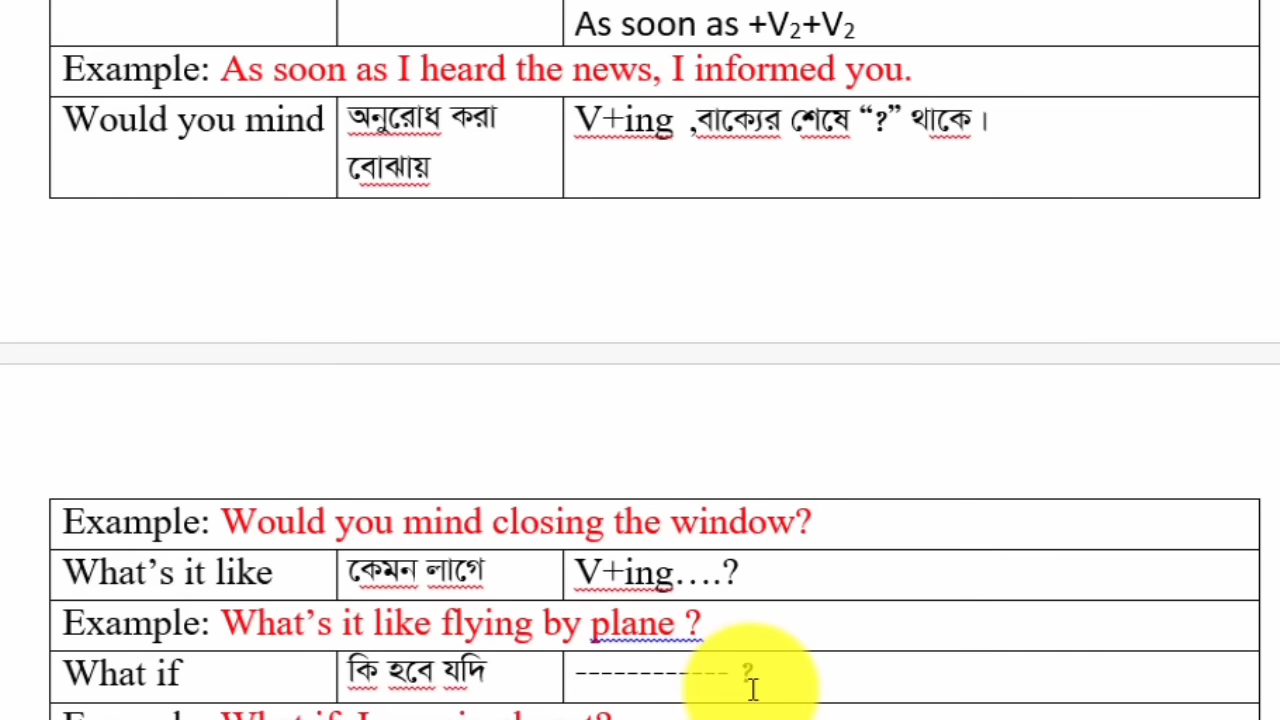 As soon as +V2+V2
Example: As soon as I heard the news, I informed you.
Would you mind অনুরোধ করা V+ing ,বাক্যের শেষে “?” থাকে।
বোঝায়
Example: Would you mind closing the window?
What’s it like কেমন লাগে V+ing….?
Example: What’s it like flying by plane ?
What if কি হবে যদি ------------ ?